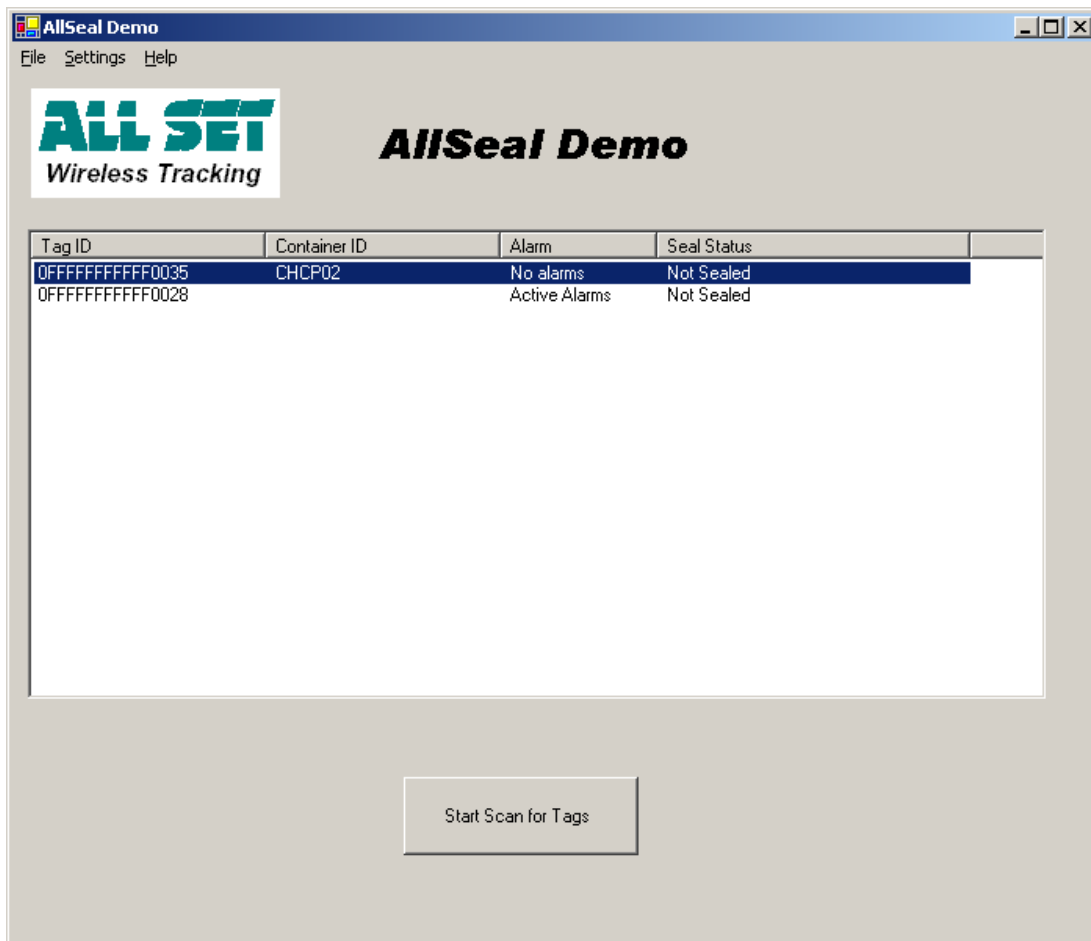 AllSeal Demo
File Settings Help
ALL SET
Wireless Tracking
AllSeal Demo
Tag ID Container ID Alarm Seal Status
0FFFFFFFFFFF0035 CHCP02 No alarms Not Sealed
0FFFFFFFFFFF0028 Active Alarms Not Sealed
Start Scan for Tags